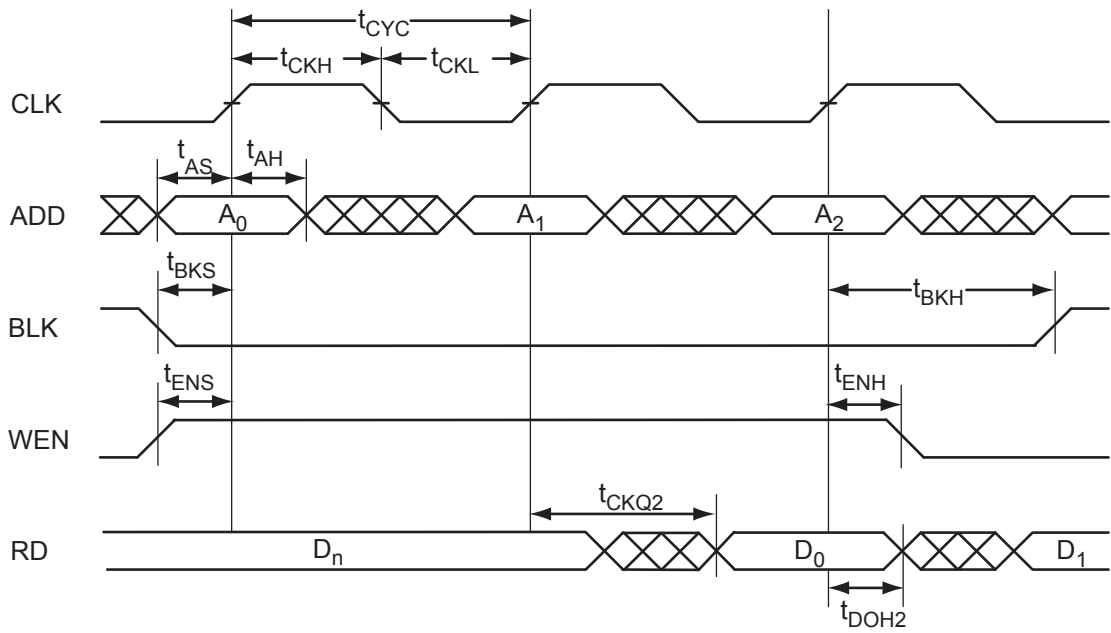 tCYC
tCKH tCKL
CLK
tAS tAH
ADD A0 A1 A2
tBKS tBKH
BLK
tENS tENH
WEN
tCKQ2
RD Dn D0 D1
tDOH2